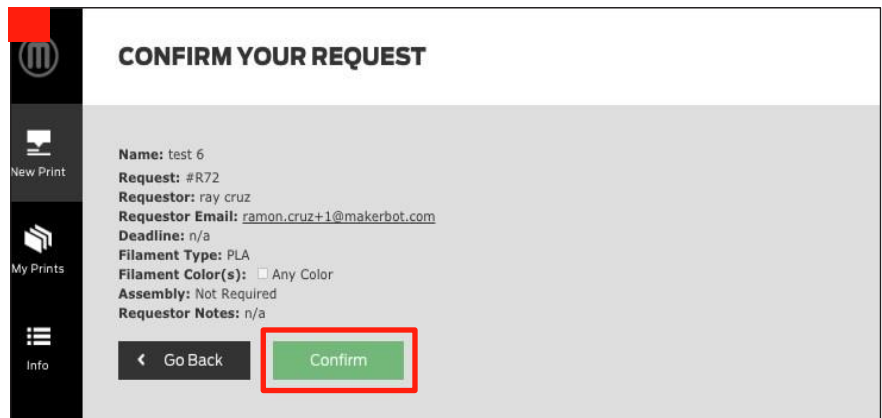 CONFIRM YOUR REQUEST
New Print
My Prints
Info
Name: test 6
Request: #R72
Requestor: ray cruz
Requestor Email: ramon.cruz+1@makerbot.com
Deadline: n/a
Filament Type: PLA
Filament Color(s): Any Color
Assembly: Not Required
Requestor Notes: n/a
Go Back
Confirm